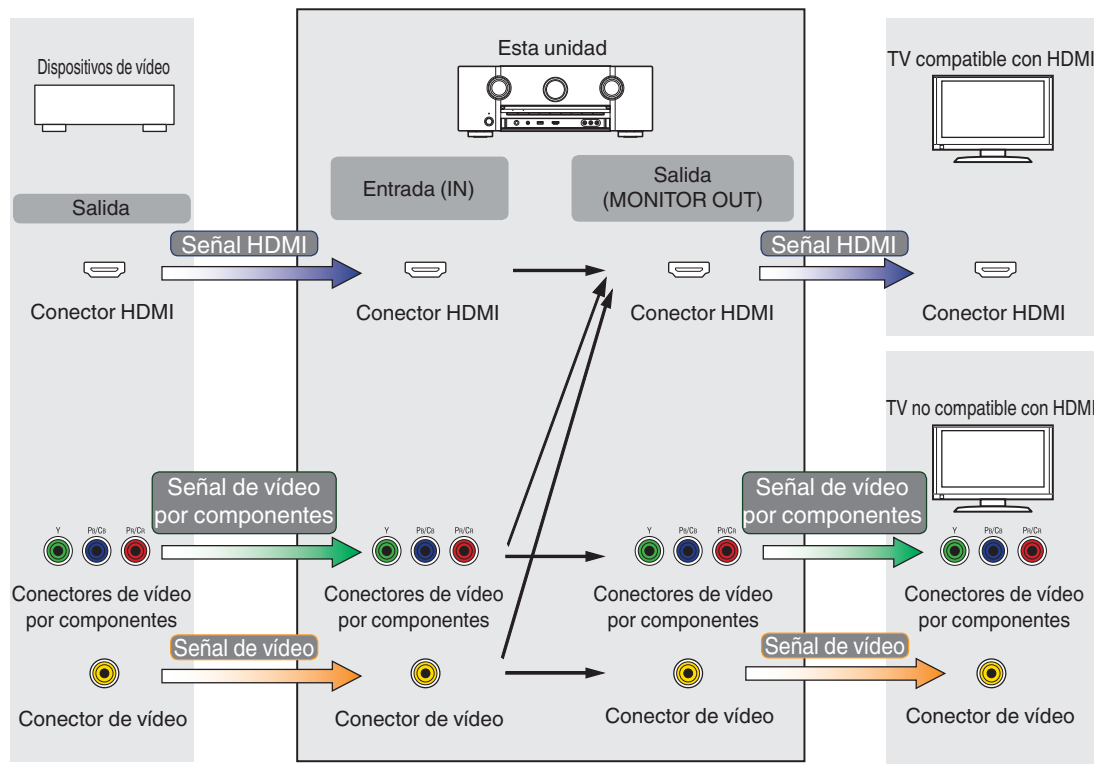 Dispositivos de vídeo
Esta unidad
TV compatible con HDMI
Salida
Entrada (IN)
Salida
(MONITOR OUT)
Señal HDMI
Señal HDMI
Conector HDMI
Conector HDMI
Conector HDMI
Conector HDMI
TV no compatible con HDMI
Señal de vídeo
por componentes
Señal de vídeo
por componentes
Y PB/CB PR/CR
Y PB/CB PR/CR
Y PB/CB PR/CR
Y PB/CB PR/CR
Conectores de vídeo
por componentes
Conectores de vídeo
por componentes
Conectores de vídeo
por componentes
Conectores de vídeo
por componentes
Señal de vídeo
Señal de vídeo
Conector de vídeo
Conector de vídeo
Conector de vídeo
Conector de vídeo